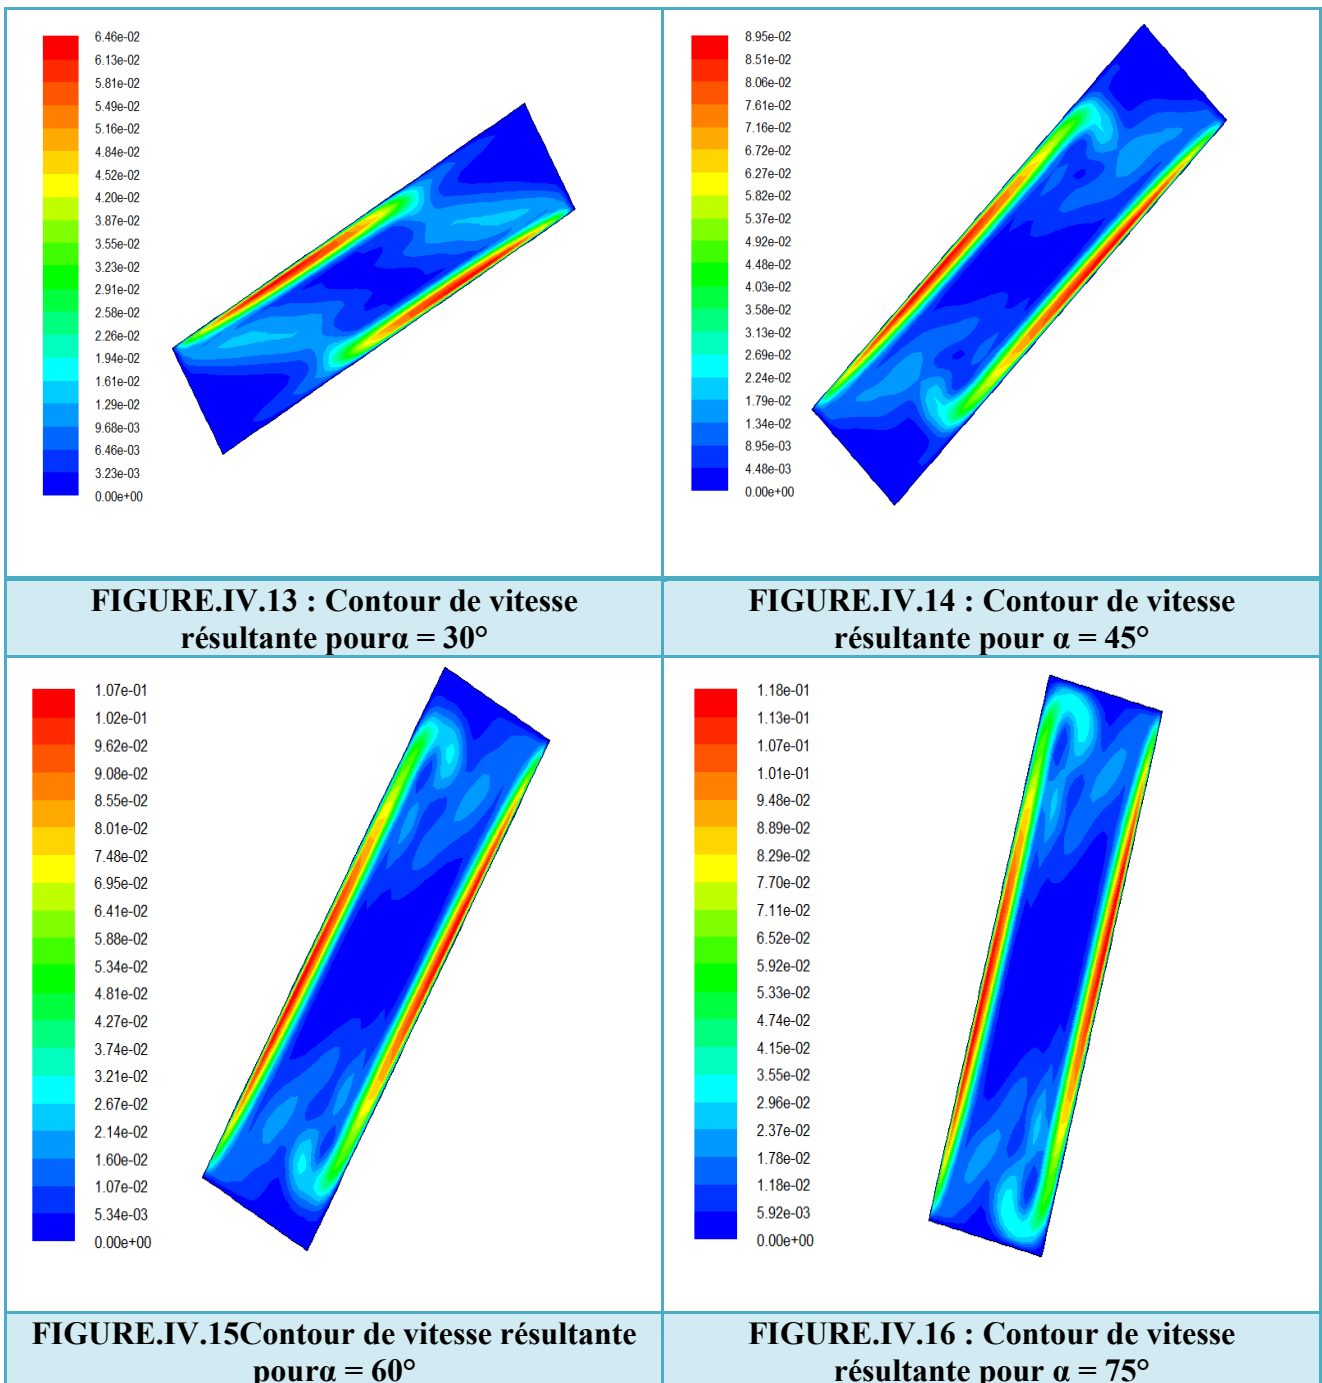 6.46e-02
6.13e-02
5.81e-02
5.49e-02
5.16e-02
4.84e-02
4.52e-02
4.20e-02
3.87e-02
3.55e-02
3.23e-02
2.91e-02
2.58e-02
2.26e-02
1.94e-02
1.61e-02
1.29e-02
9.68e-03
6.46e-03
3.23e-03
0.00e+00
8.95e-02
8.51e-02
8.06e-02
7.61e-02
7.16e-02
6.72e-02
6.27e-02
5.82e-02
5.37e-02
4.92e-02
4.48e-02
4.03e-02
3.58e-02
3.13e-02
2.69e-02
2.24e-02
1.79e-02
1.34e-02
8.95e-03
4.48e-03
0.00e+00
FIGURE.IV.13 : Contour de vitesse
résultante pourα = 30°
FIGURE.IV.14 : Contour de vitesse
résultante pour α = 45°
1.07e-01
1.02e-01
9.62e-02
9.08e-02
8.55e-02
8.01e-02
7.48e-02
6.95e-02
6.41e-02
5.88e-02
5.34e-02
4.81e-02
4.27e-02
3.74e-02
3.21e-02
2.67e-02
2.14e-02
1.60e-02
1.07e-02
5.34e-03
0.00e+00
1.18e-01
1.13e-01
1.07e-01
1.01e-01
9.48e-02
8.89e-02
8.29e-02
7.70e-02
7.11e-02
6.52e-02
5.92e-02
5.33e-02
4.74e-02
4.15e-02
3.55e-02
2.96e-02
2.37e-02
1.78e-02
1.18e-02
5.92e-03
0.00e+00
FIGURE.IV.15Contour de vitesse résultante
pourα = 60°
FIGURE.IV.16 : Contour de vitesse
résultante pour α = 75°